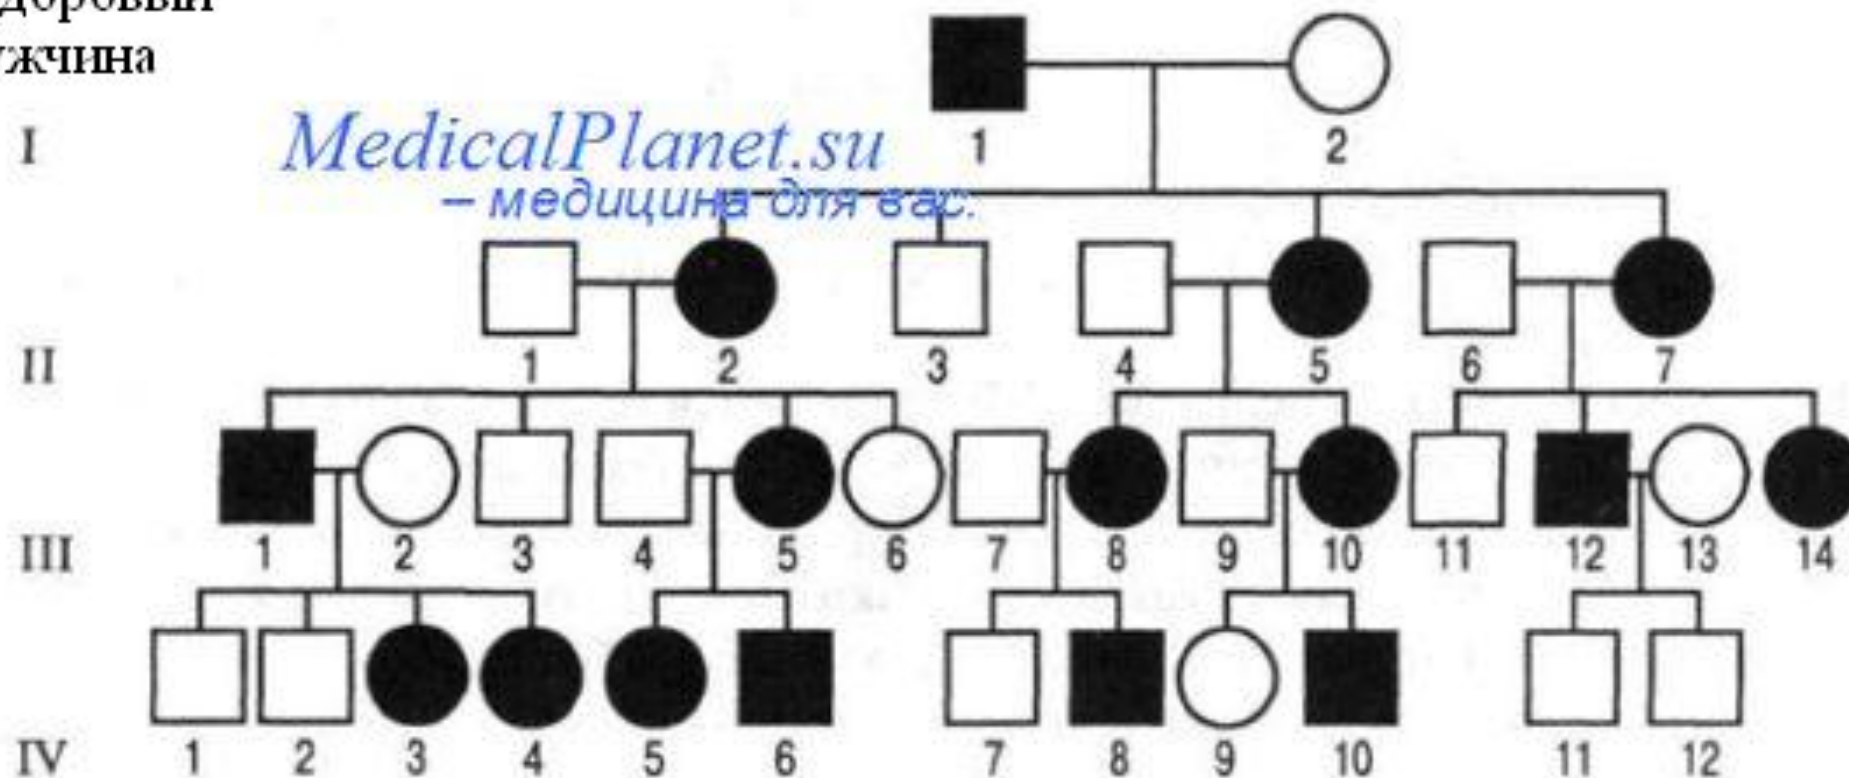 I
MedicalPlanet.su
– медицина для вас.
1 2
II
1 2 3 4 5 6 7
III
1 2 3 4 5 6 7 8 9 10 11 12 13 14
IV
1 2 3 4 5 6 7 8 9 10 11 12